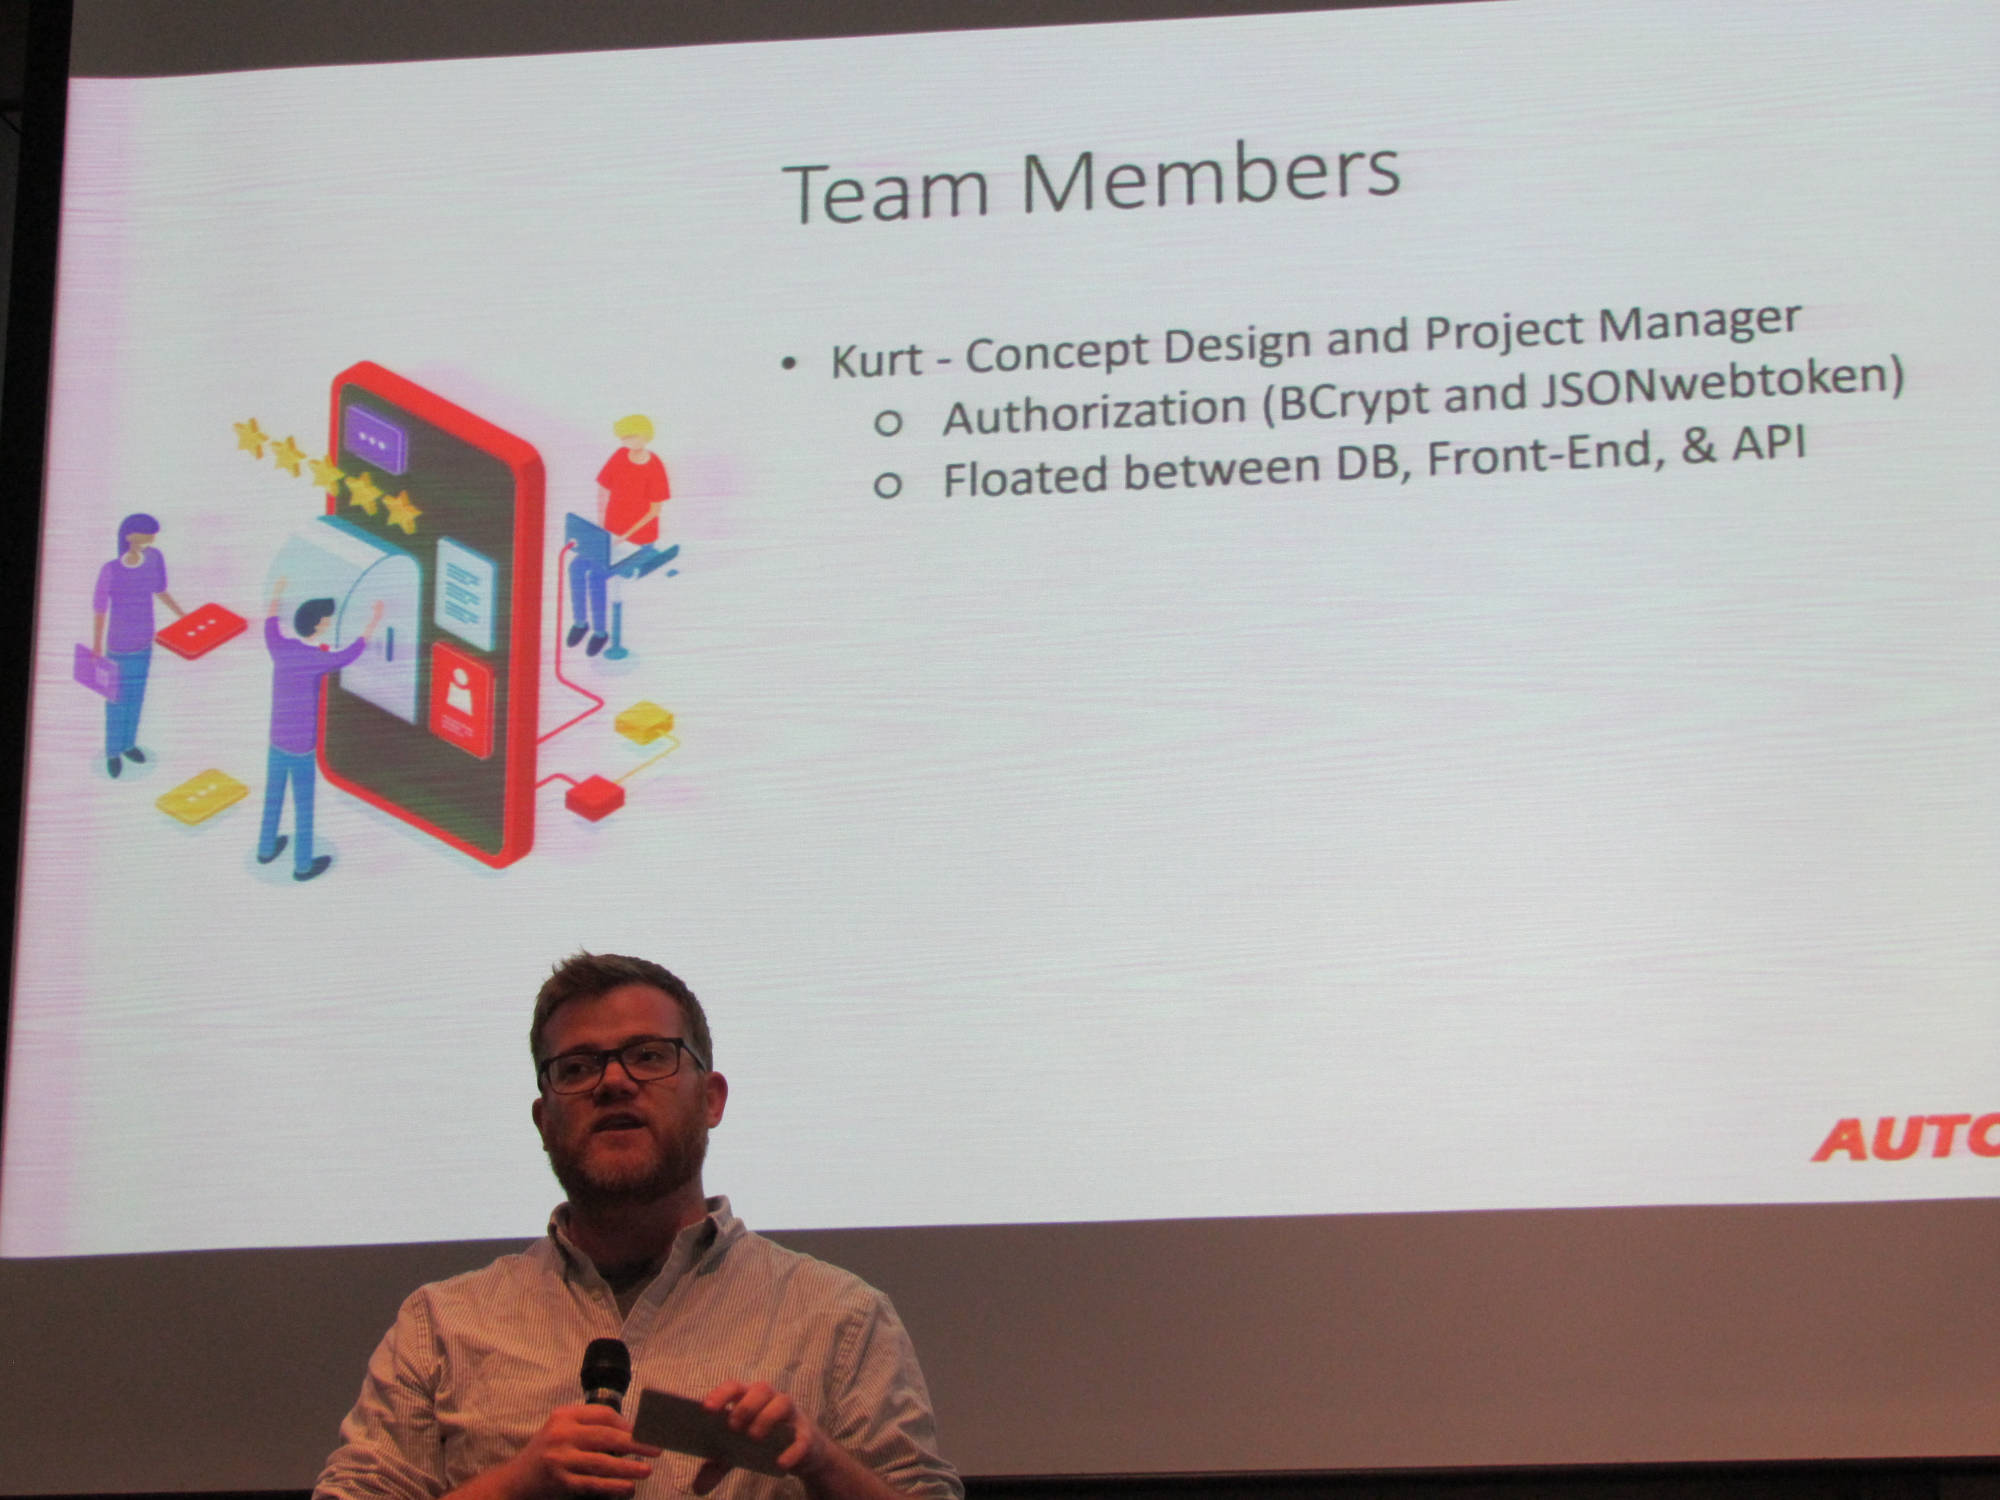 Team Members
• Kurt - Concept Design and Project Manager
o Authorization (BCrypt and JSONwebtoken)
o Floated between DB, Front-End, & API
AUTO